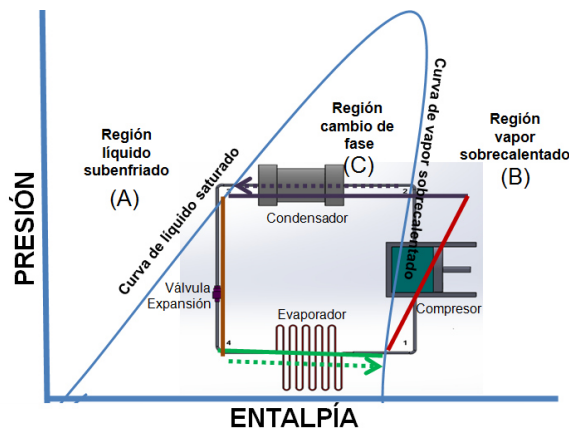 Región
líquido
subenfriado
(A)
Región
cambio de
fase
(C)
Región
vapor
sobrecalentado
(B)
Curva de líquido saturado
Curva de vapor sobrecalentado
PRESIÓN
3
2
Condensador
Válvula
Expansión
Evaporador
Compresor
4
1
ENTALPÍA